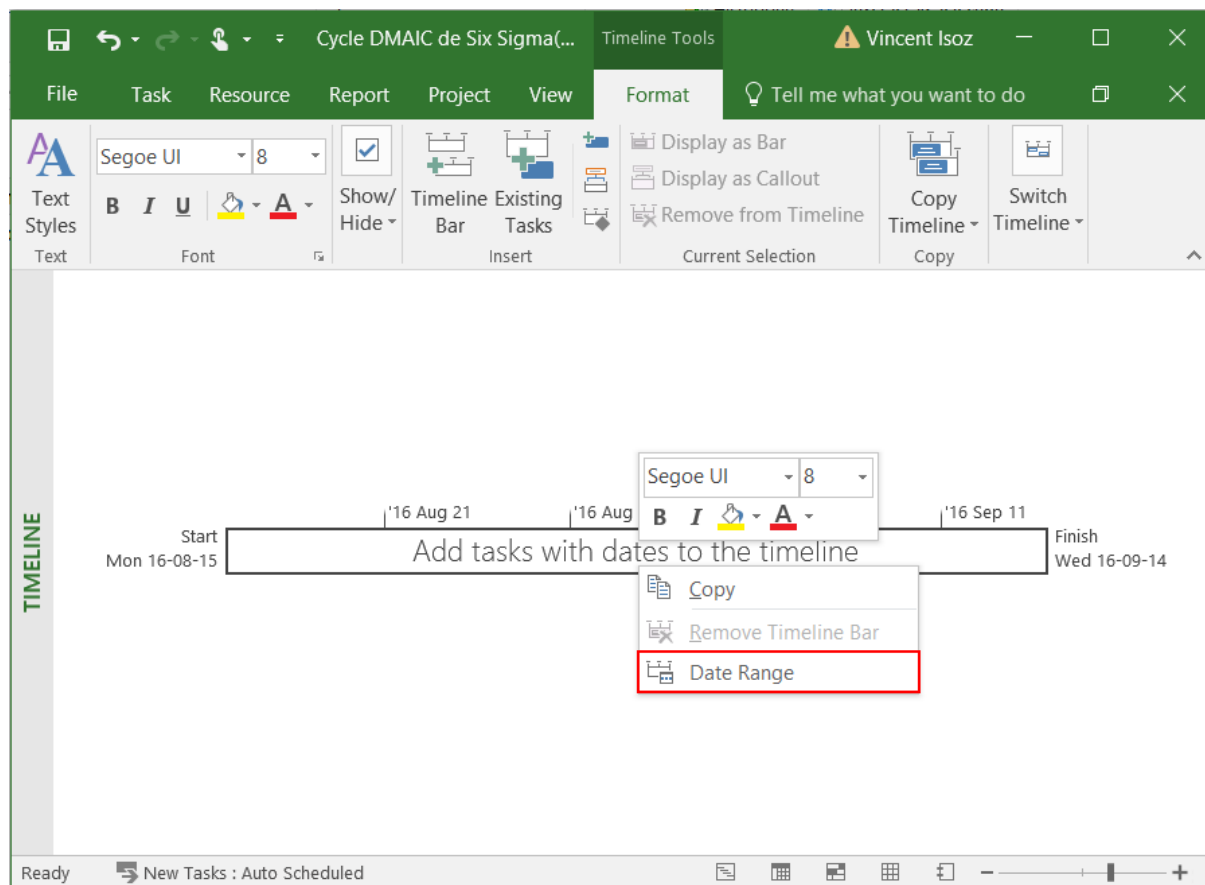 Cycle DMAIC de Six Sigma(... Timeline Tools Vincent Isoz
File Task Resource Report Project View Format Tell me what you want to do
Text Styles
Text
Segoe UI 8
B I U A
Font
Show/ Hide
Timeline Bar
Existing Tasks
Insert
Display as Bar
Display as Callout
Remove from Timeline
Current Selection
Copy Timeline
Copy
Switch Timeline
TIMELINE
Segoe UI 8
B I A
'16 Aug 21 '16 Aug '16 Sep 11
Start
Mon 16-08-15
Add tasks with dates to the timeline
Finish
Wed 16-09-14
Copy
Remove Timeline Bar
Date Range
Ready New Tasks : Auto Scheduled